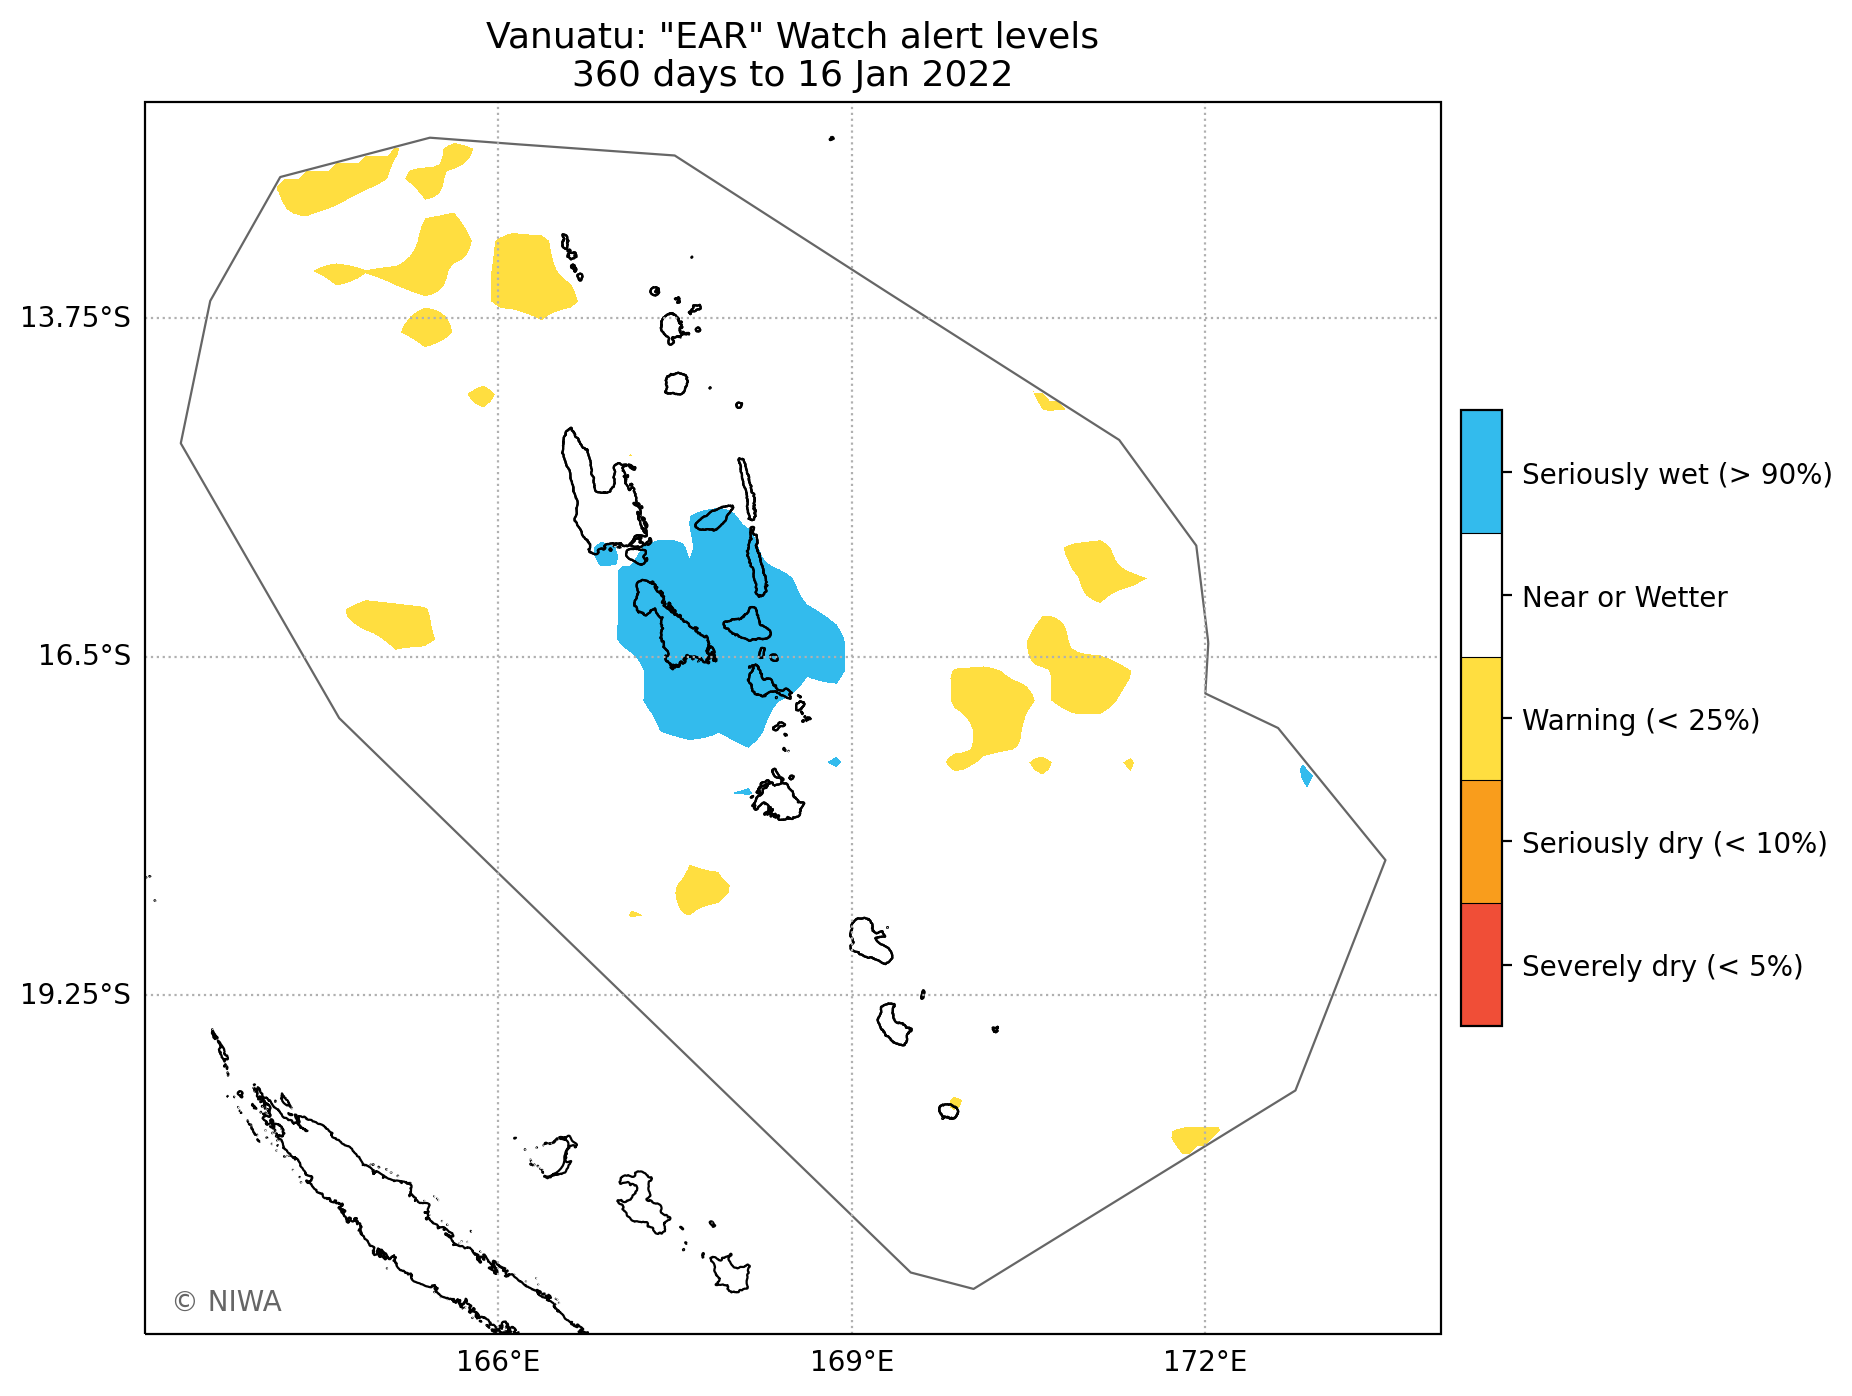 Vanuatu: "EAR" Watch alert levels
360 days to 16 Jan 2022
13.75°S
16.5°S
19.25°S
166°E
169°E
172°E
© NIWA
Seriously wet (> 90%)
Near or Wetter
Warning (< 25%)
Seriously dry (< 10%)
Severely dry (< 5%)